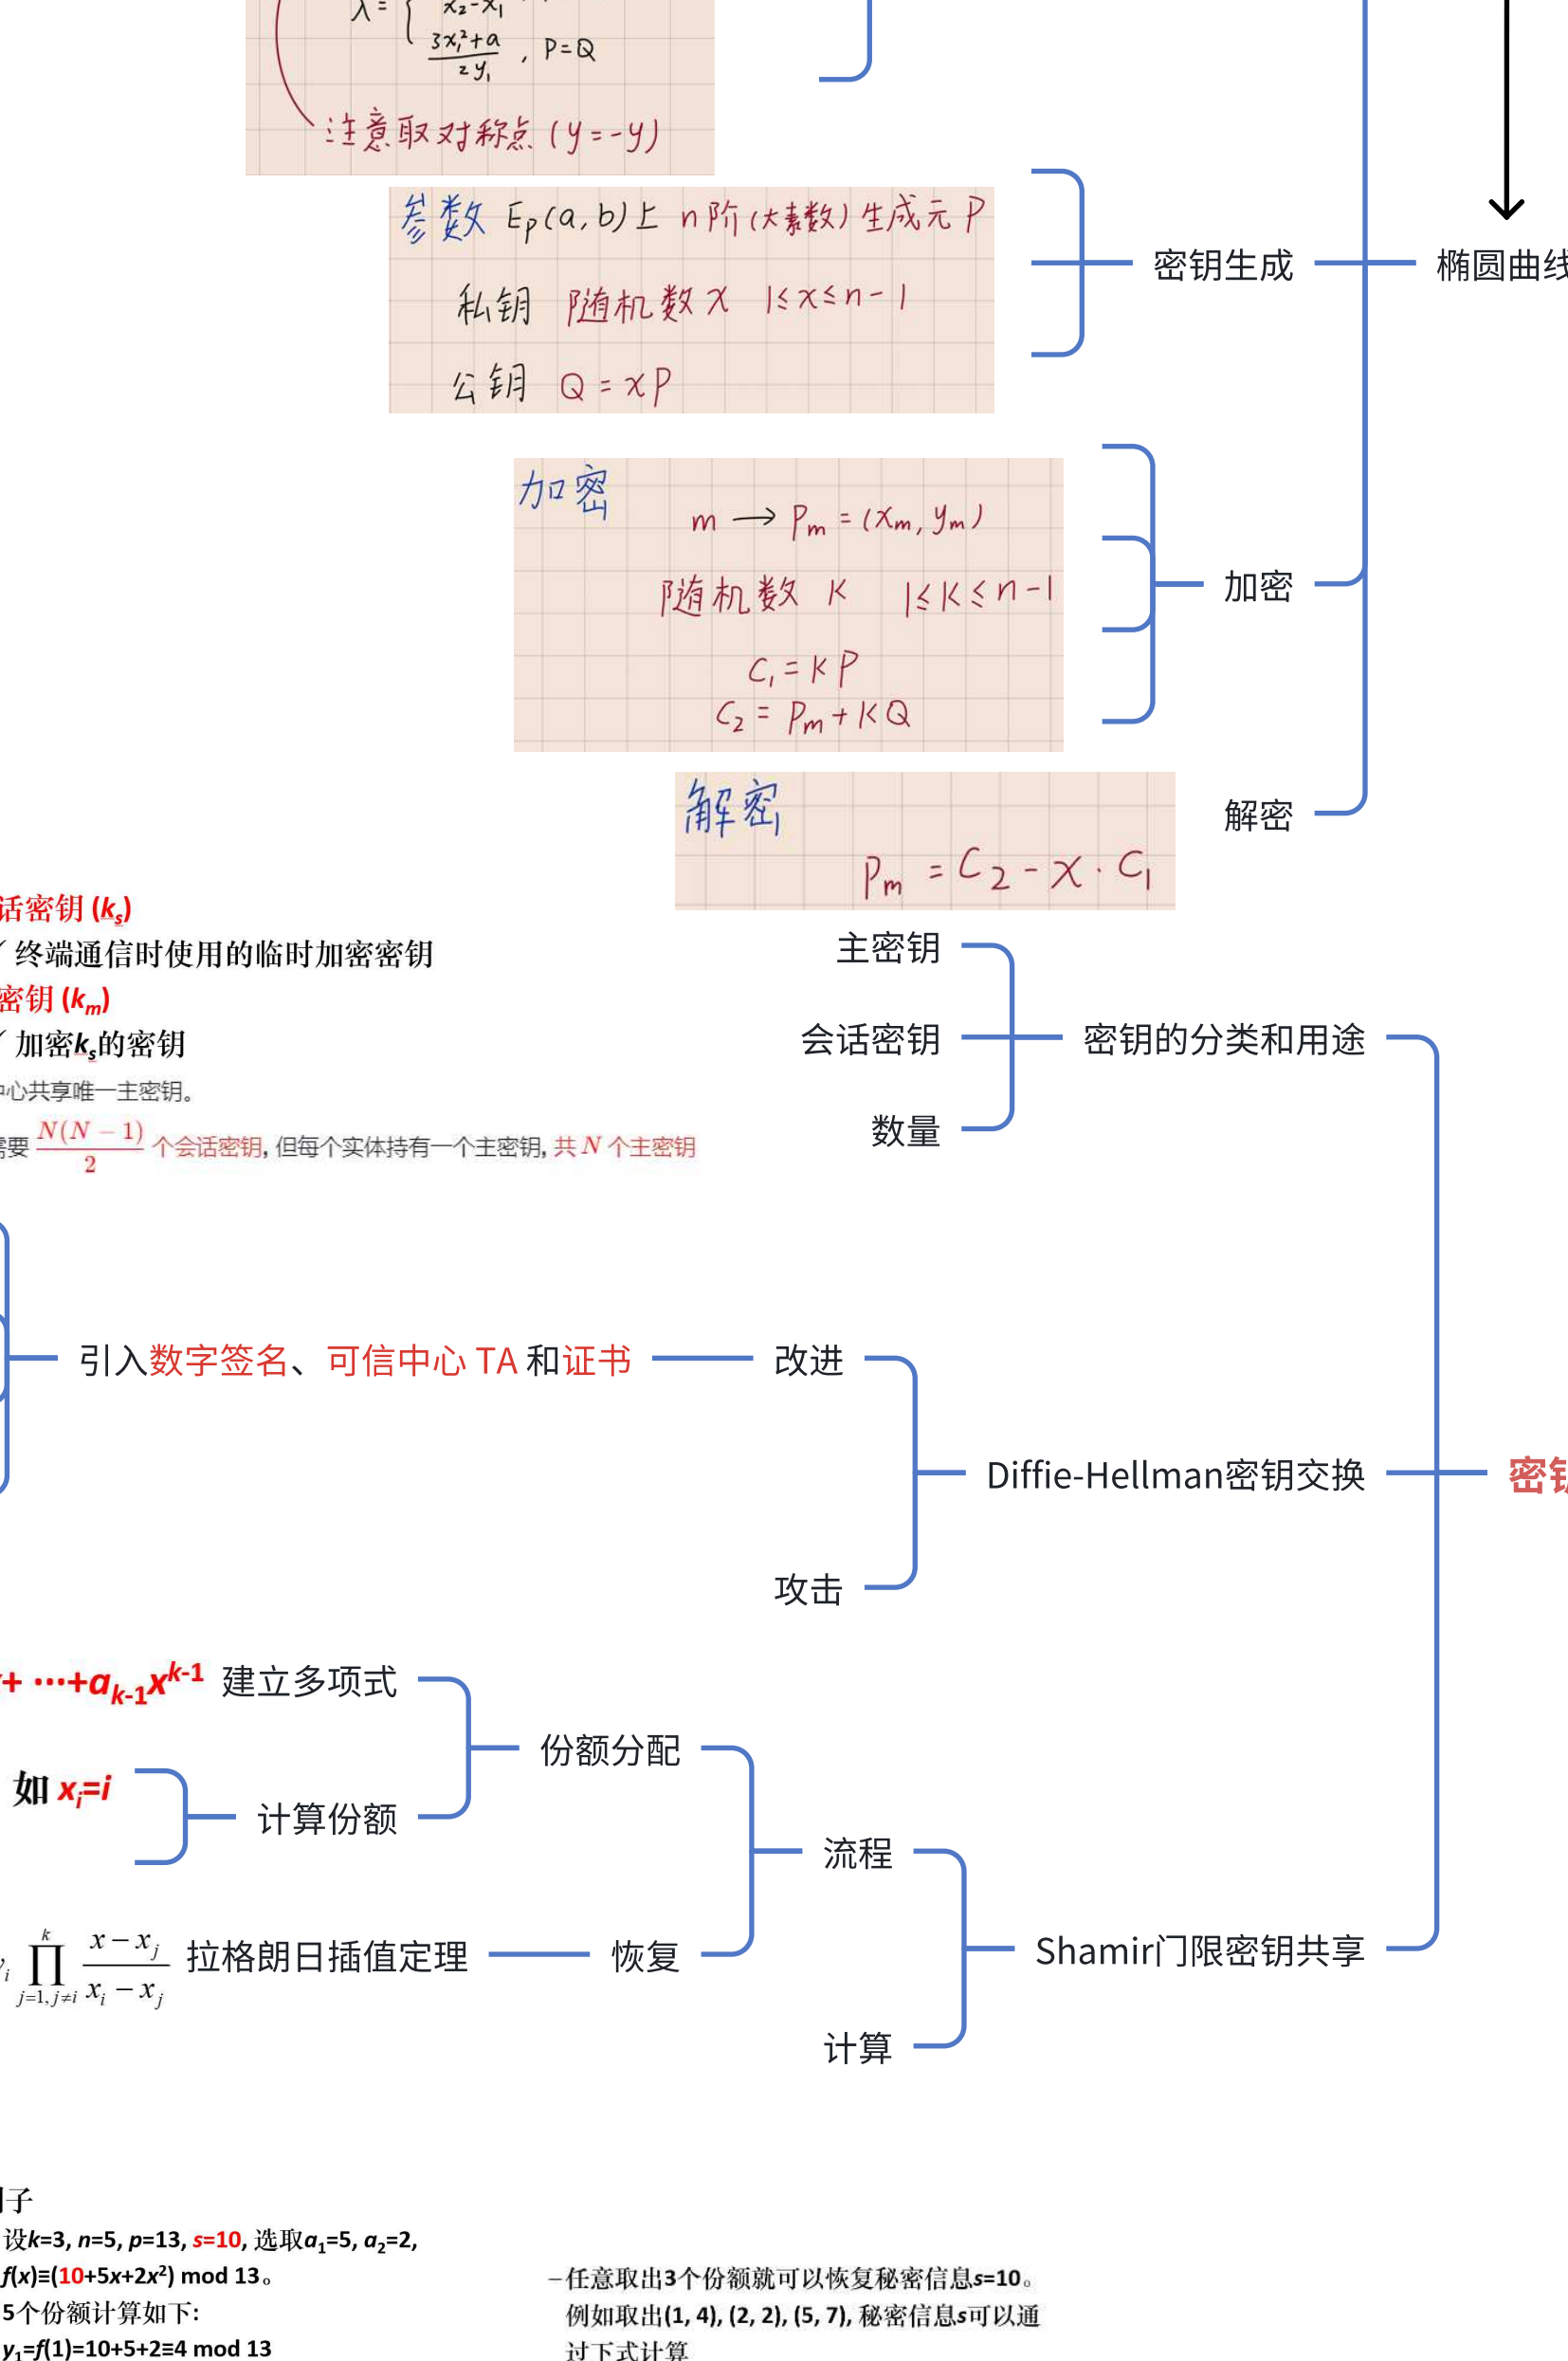 λ = { x₂-x₁
3x₁²+a / 2y₁ , P=Q
注意取对称点 (y=-y)
参数 Eₚ(a,b)上 n阶(大素数)生成元 P
私钥 随机数 x 1≤x≤n-1
公钥 Q=xP
密钥生成
椭圆曲线
加密
m → Pₘ = (xₘ, yₘ)
随机数 K 1≤K≤n-1
C₁ = KP
C₂ = Pₘ + KQ
加密
解密
Pₘ = C₂ - x·C₁
解密
话密钥 (kₛ)
✓ 终端通信时使用的临时加密密钥
密钥 (kₘ)
✓ 加密kₛ的密钥
中心共享唯一主密钥。
需要 N(N-1)/2 个会话密钥, 但每个实体持有一个主密钥, 共 N 个主密钥
主密钥
会话密钥
数量
密钥的分类和用途
引入数字签名、可信中心 TA 和证书
改进
Diffie-Hellman密钥交换
密钥
攻击
+ ···+aₖ₋₁xᵏ⁻¹ 建立多项式
份额分配
如 xᵢ=i
计算份额
流程
yᵢ ∏_{j=1, j≠i}^{k} (x-xⱼ)/(xᵢ-xⱼ) 拉格朗日插值定理
恢复
Shamir门限密钥共享
计算
例子
设k=3, n=5, p=13, s=10, 选取a₁=5, a₂=2,
f(x)≡(10+5x+2x²) mod 13。
5个份额计算如下:
y₁=f(1)=10+5+2≡4 mod 13
–任意取出3个份额就可以恢复秘密信息s=10。
例如取出(1, 4), (2, 2), (5, 7), 秘密信息s可以通
过下式计算